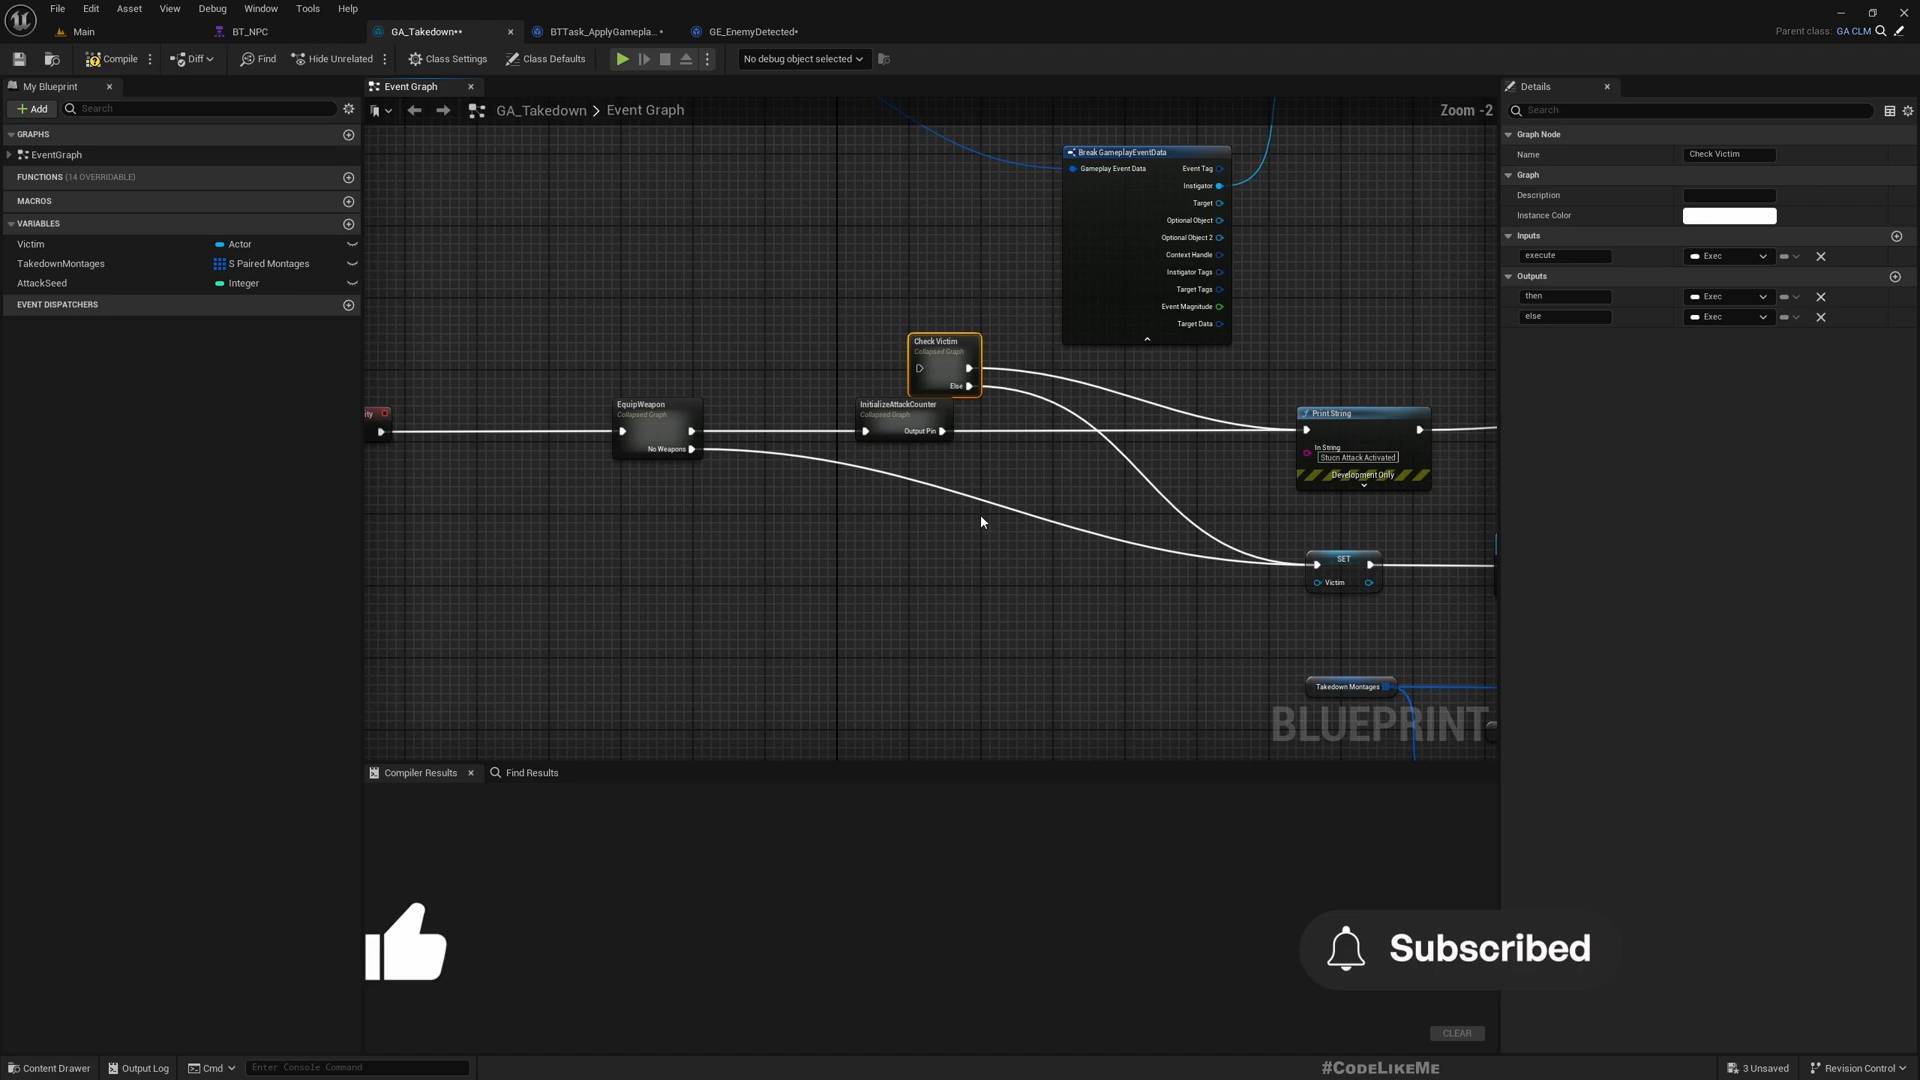 File Edit View Asset Debug Window Tools Help
Main
BT_NPC
GA_Takedown••
BTTask_ApplyGamepla... •
GE_EnemyDetected•
Parent class: GA CLM
Compile
Diff
Find
Hide Unrelated
Class Settings
Class Defaults
No debug object selected
My Blueprint
Add
Search
GRAPHS
EventGraph
FUNCTIONS (14 OVERRIDABLE)
MACROS
VARIABLES
Victim Actor
TakedownMontages S Paired Montages
AttackSeed Integer
EVENT DISPATCHERS
Event Graph
GA_Takedown > Event Graph
Zoom -2
Break GameplayEventData
Gameplay Event Data
Event Tag
Instigator
Target
Optional Object
Optional Object 2
Context Handle
Instigator Tags
Target Tags
Event Magnitude
Target Data
Check Victim
Collapsed Graph
Else
ity
EquipWeapon
Collapsed Graph
No Weapons
InitializeAttackCounter
Collapsed Graph
Output Pin
Print String
In String
Stucn Attack Activated
Development Only
SET
Victim
Takedown Montages
BLUEPRINT
Compiler Results
Find Results
CLEAR
Details
Search
Graph Node
Name Check Victim
Graph
Description
Instance Color
Inputs
execute Exec
Outputs
then Exec
else Exec
Subscribed
Content Drawer
Output Log
Cmd
Enter Console Command
#CODELIKEME
3 Unsaved
Revision Control